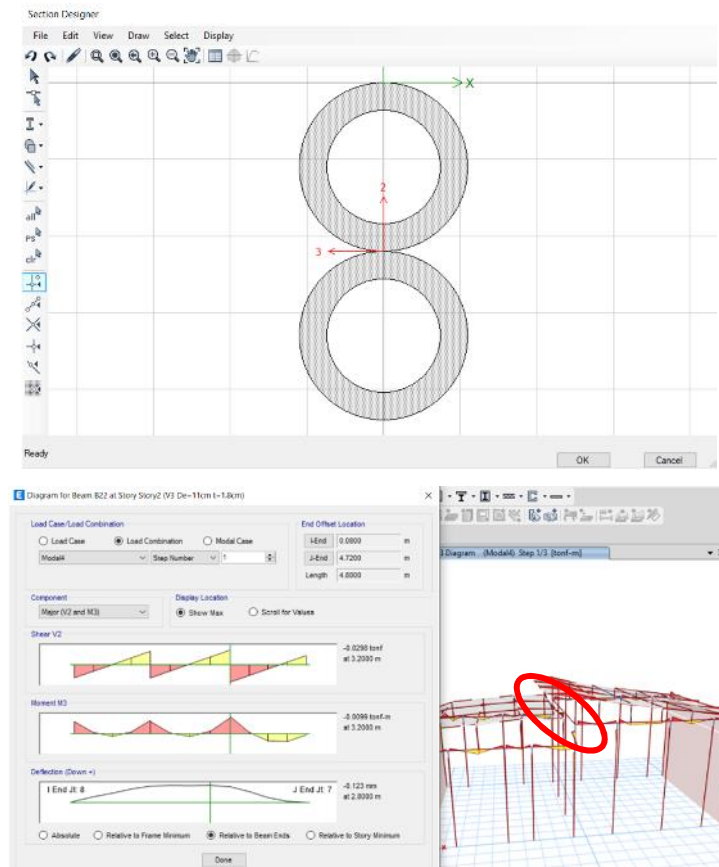 Section Designer
File Edit View Draw Select Display
X
2
3
all
ps
clr
Ready
OK Cancel
Diagram for Beam B22 at Story Story2 (V3 De=11cm t=1.8cm)
Load Case/Load Combination
Load Case Load Combination Modal Case
Modal4 Step Number 1
End Offset Location
I-End 0.0800 m
J-End 4.7200 m
Length 4.8000 m
Component
Major (V2 and M3)
Display Location
Show Max Scroll for Values
Shear V2
-0.0298 tonf
at 3.2000 m
Moment M3
-0.0099 tonf-m
at 3.2000 m
Deflection (Down +)
I End Jt: 8 J End Jt: 7
-0.123 mm
at 2.8000 m
Absolute Relative to Frame Minimum Relative to Beam Ends Relative to Story Minimum
Done
3 Diagram (Modal4) Step 1/3 [tonf-m]